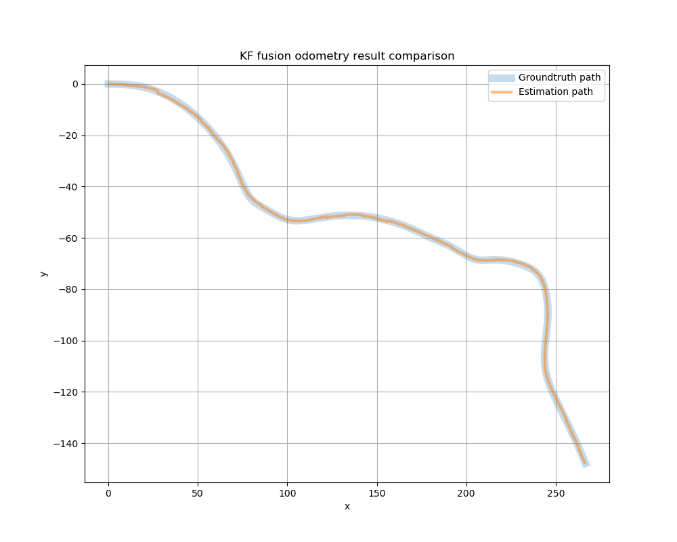 KF fusion odometry result comparison
Groundtruth path
Estimation path
0
−20
−40
−60
−80
−100
−120
−140
y
0 50 100 150 200 250
x